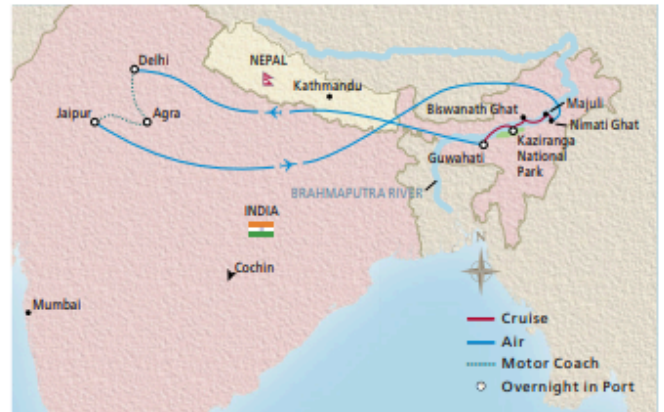 Delhi
NEPAL
Kathmandu
Jaipur
Agra
Biswanath Ghat
Majuli
Nimati Ghat
Guwahati
Kaziranga
National
Park
BRAHMAPUTRA RIVER
INDIA
N
Cochin
Mumbai
Cruise
Air
Motor Coach
Overnight in Port